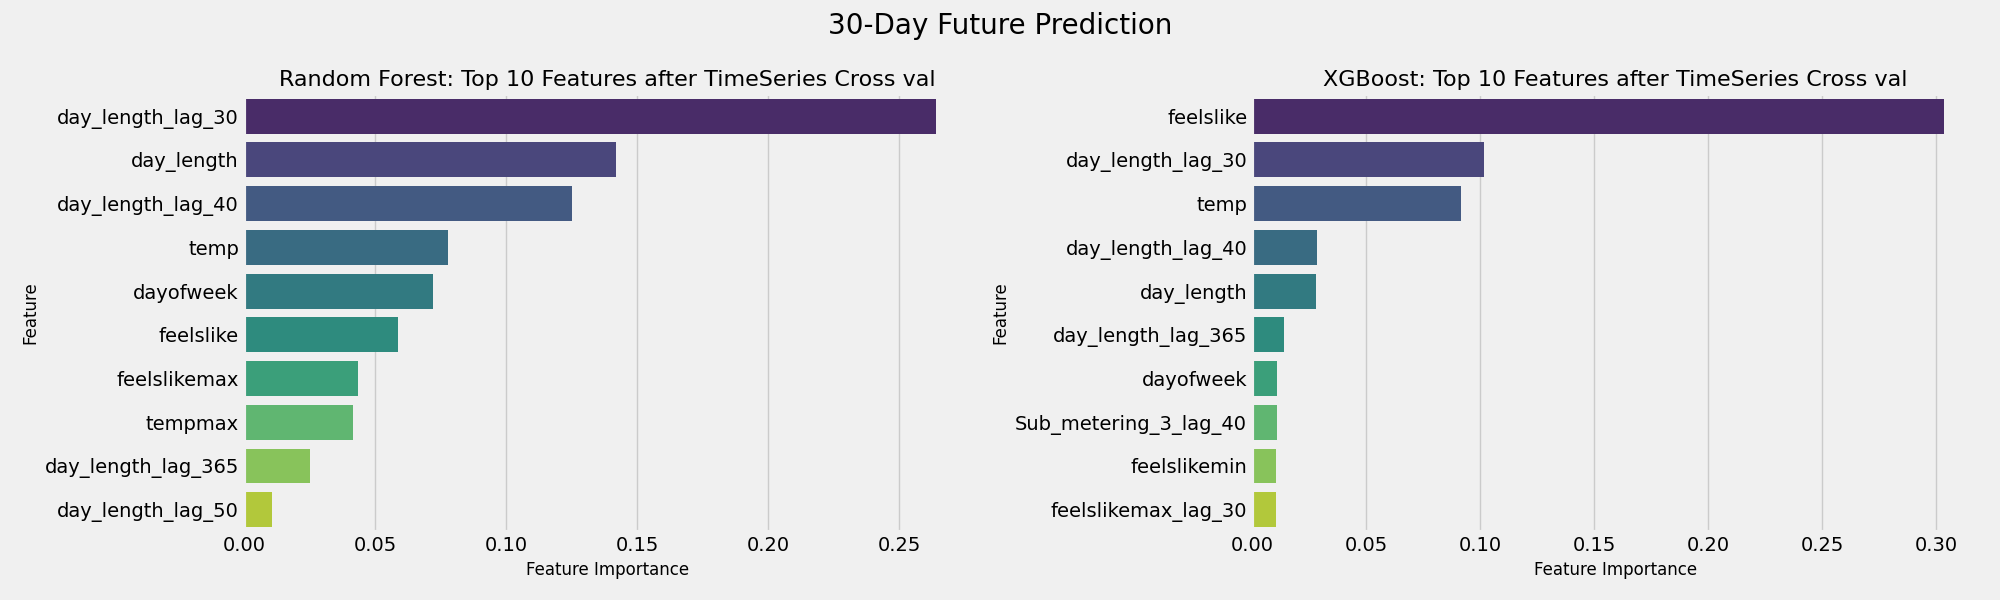 30-Day Future Prediction
Random Forest: Top 10 Features after TimeSeries Cross val
Feature
day_length_lag_30
day_length
day_length_lag_40
temp
dayofweek
feelslike
feelslikemax
tempmax
day_length_lag_365
day_length_lag_50
0.00 0.05 0.10 0.15 0.20 0.25
Feature Importance
XGBoost: Top 10 Features after TimeSeries Cross val
Feature
feelslike
day_length_lag_30
temp
day_length_lag_40
day_length
day_length_lag_365
dayofweek
Sub_metering_3_lag_40
feelslikemin
feelslikemax_lag_30
0.00 0.05 0.10 0.15 0.20 0.25 0.30
Feature Importance